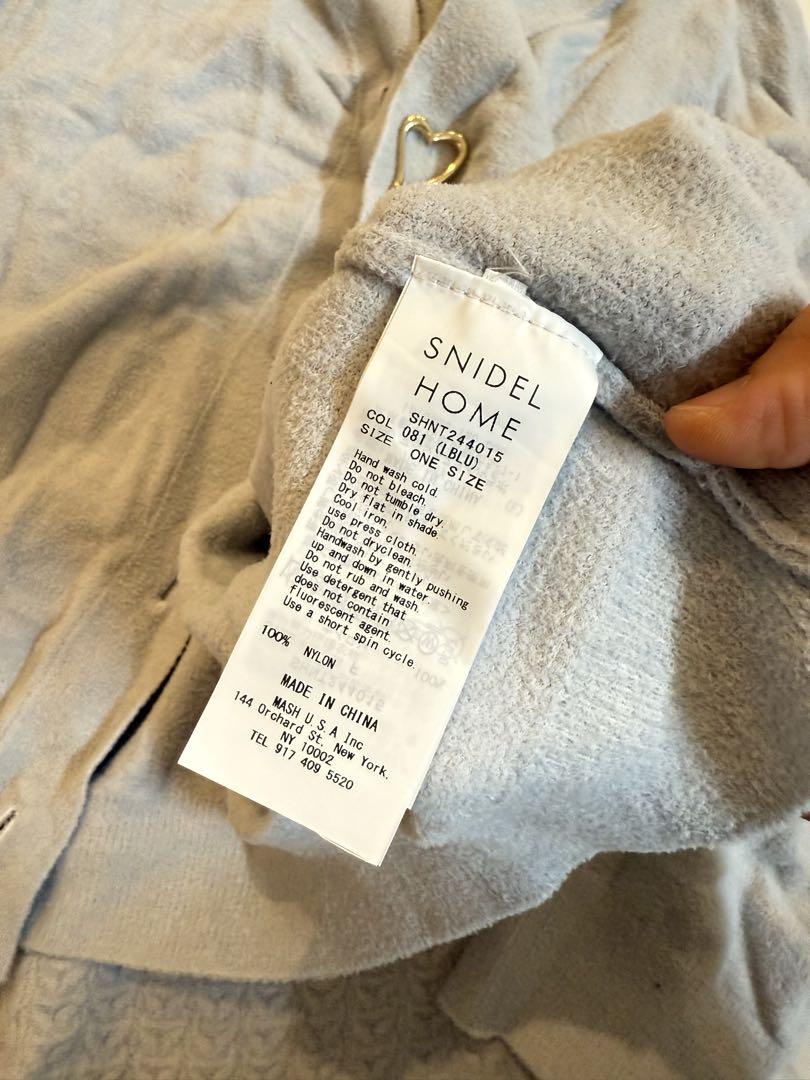 SNIDEL
HOME
SHNT244015
COL 081 (LBLU)
SIZE ONE SIZE
Hand wash cold.
Do not bleach.
Do not tumble dry.
Dry flat in shade.
Cool iron.
use press cloth.
Do not dryclean.
Handwash by gently pushing
up and down in water.
Do not rub and wash.
Use detergent that
does not contain
fluorescent agent.
Use a short spin cycle.
100% NYLON
MADE IN CHINA
MASH U.S.A Inc
144 Orchard St. New York.
NY 10002
TEL 917 409 5520